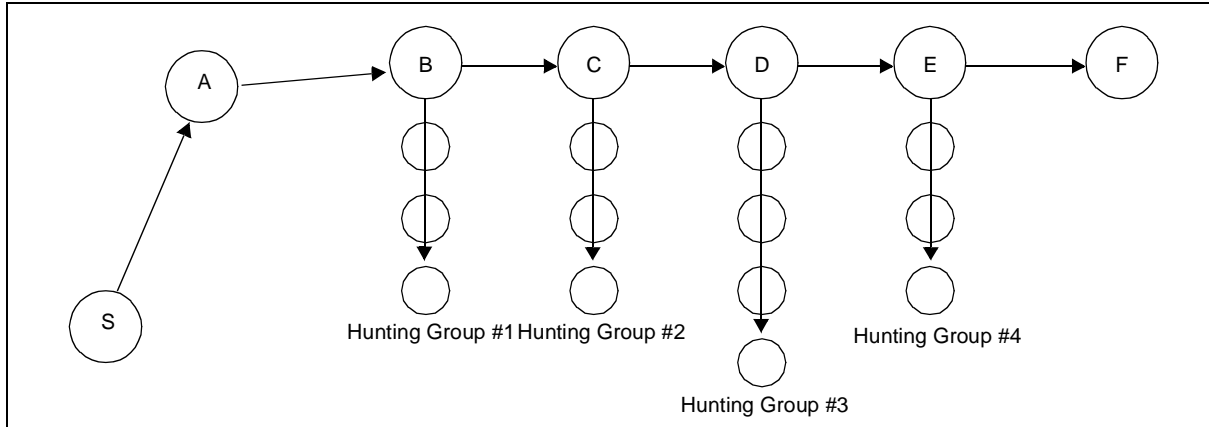 A
B
C
D
E
F
S
Hunting Group #1
Hunting Group #2
Hunting Group #3
Hunting Group #4